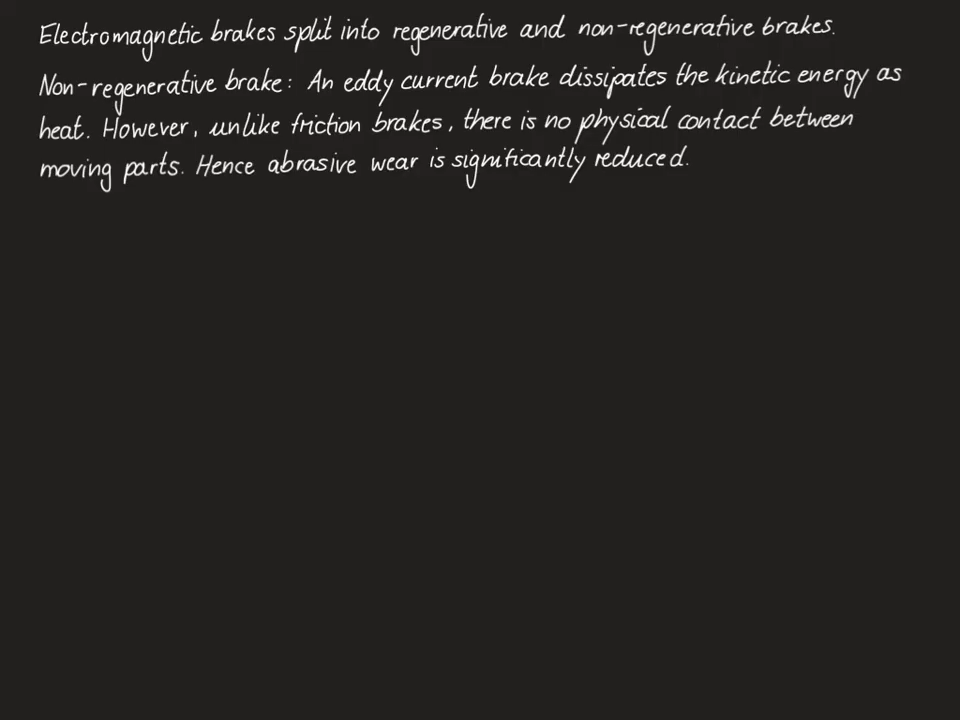 Electromagnetic brakes split into regenerative and non-regenerative brakes.
Non-regenerative brake: An eddy current brake dissipates the kinetic energy as
heat. However, unlike friction brakes, there is no physical contact between
moving parts. Hence abrasive wear is significantly reduced.